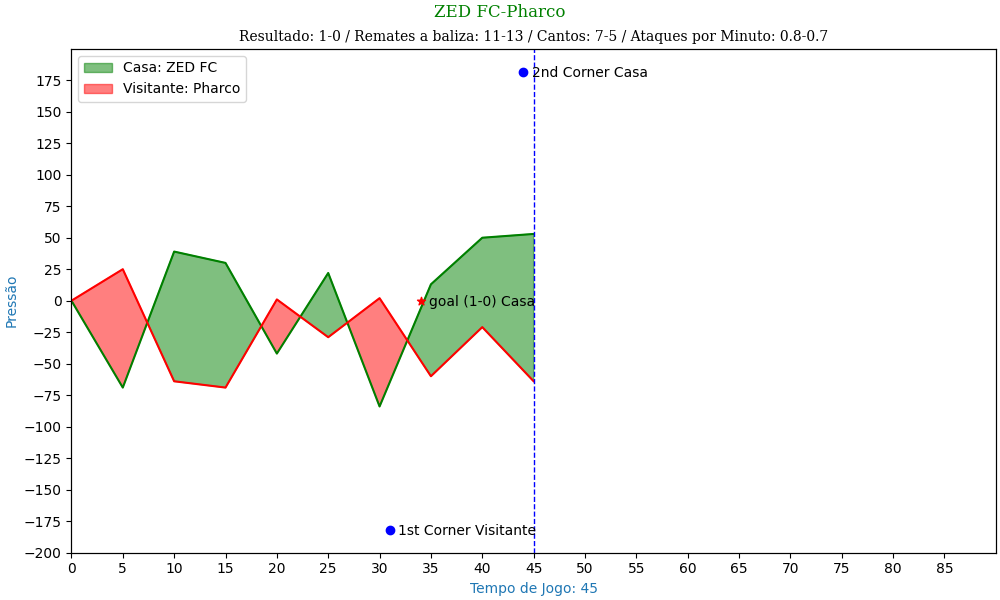 ZED FC-Pharco
Resultado: 1-0 / Remates a baliza: 11-13 / Cantos: 7-5 / Ataques por Minuto: 0.8-0.7
Casa: ZED FC
Visitante: Pharco
2nd Corner Casa
goal (1-0) Casa
1st Corner Visitante
Pressão
175
150
125
100
75
50
25
0
−25
−50
−75
−100
−125
−150
−175
−200
0 5 10 15 20 25 30 35 40 45 50 55 60 65 70 75 80 85
Tempo de Jogo: 45